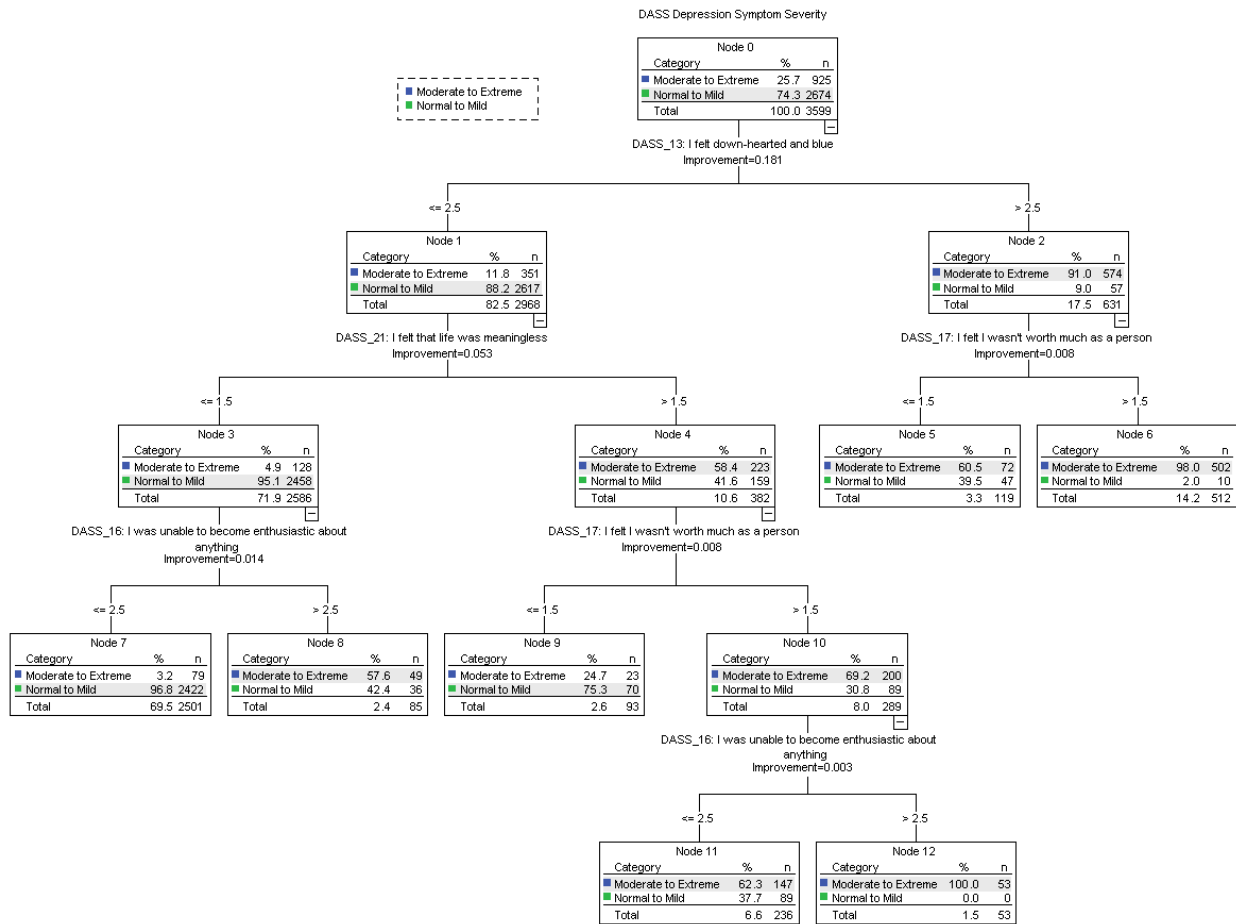 DASS Depression Symptom Severity
Moderate to Extreme
Normal to Mild
Node 0
Category % n
Moderate to Extreme 25.7 925
Normal to Mild 74.3 2674
Total 100.0 3599
DASS_13: I felt down-hearted and blue
Improvement=0.181
<= 2.5
> 2.5
Node 1
Category % n
Moderate to Extreme 11.8 351
Normal to Mild 88.2 2617
Total 82.5 2968
DASS_21: I felt that life was meaningless
Improvement=0.053
Node 2
Category % n
Moderate to Extreme 91.0 574
Normal to Mild 9.0 57
Total 17.5 631
DASS_17: I felt I wasn't worth much as a person
Improvement=0.008
<= 1.5
> 1.5
<= 1.5
> 1.5
Node 3
Category % n
Moderate to Extreme 4.9 128
Normal to Mild 95.1 2458
Total 71.9 2586
DASS_16: I was unable to become enthusiastic about
anything
Improvement=0.014
Node 4
Category % n
Moderate to Extreme 58.4 223
Normal to Mild 41.6 159
Total 10.6 382
DASS_17: I felt I wasn't worth much as a person
Improvement=0.008
Node 5
Category % n
Moderate to Extreme 60.5 72
Normal to Mild 39.5 47
Total 3.3 119
Node 6
Category % n
Moderate to Extreme 98.0 502
Normal to Mild 2.0 10
Total 14.2 512
<= 2.5
> 2.5
<= 1.5
> 1.5
Node 7
Category % n
Moderate to Extreme 3.2 79
Normal to Mild 96.8 2422
Total 69.5 2501
Node 8
Category % n
Moderate to Extreme 57.6 49
Normal to Mild 42.4 36
Total 2.4 85
Node 9
Category % n
Moderate to Extreme 24.7 23
Normal to Mild 75.3 70
Total 2.6 93
Node 10
Category % n
Moderate to Extreme 69.2 200
Normal to Mild 30.8 89
Total 8.0 289
DASS_16: I was unable to become enthusiastic about
anything
Improvement=0.003
<= 2.5
> 2.5
Node 11
Category % n
Moderate to Extreme 62.3 147
Normal to Mild 37.7 89
Total 6.6 236
Node 12
Category % n
Moderate to Extreme 100.0 53
Normal to Mild 0.0 0
Total 1.5 53